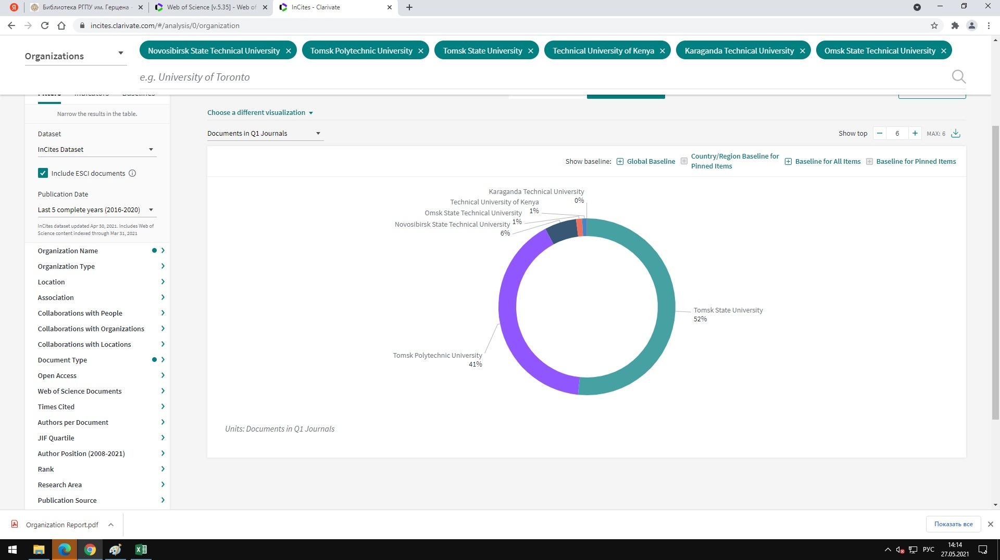 Библиотека РГПУ им. Герцена -
Web of Science [v.5.35] - Web of
InCites - Clarivate
incites.clarivate.com/#/analysis/0/organization
Organizations
Novosibirsk State Technical University
Tomsk Polytechnic University
Tomsk State University
Technical University of Kenya
Karaganda Technical University
Omsk State Technical University
e.g. University of Toronto
Filters Indicators Baselines
Narrow the results in the table.
Dataset
InCites Dataset
Include ESCI documents
Publication Date
Last 5 complete years (2016-2020)
InCites dataset updated Apr 30, 2021. Includes Web of
Science content indexed through Mar 31, 2021
Organization Name
Organization Type
Location
Association
Collaborations with People
Collaborations with Organizations
Collaborations with Locations
Document Type
Open Access
Web of Science Documents
Times Cited
Authors per Document
JIF Quartile
Author Position (2008-2021)
Rank
Research Area
Publication Source
Choose a different visualization
Documents in Q1 Journals
Show top
6
MAX: 6
Show baseline:
Global Baseline
Country/Region Baseline for
Pinned Items
Baseline for All Items
Baseline for Pinned Items
Karaganda Technical University
0%
Technical University of Kenya
1%
Omsk State Technical University
1%
Novosibirsk State Technical University
6%
Tomsk State University
52%
Tomsk Polytechnic University
41%
Units: Documents in Q1 Journals
Organization Report.pdf
Показать все
РУС
14:14
27.05.2021